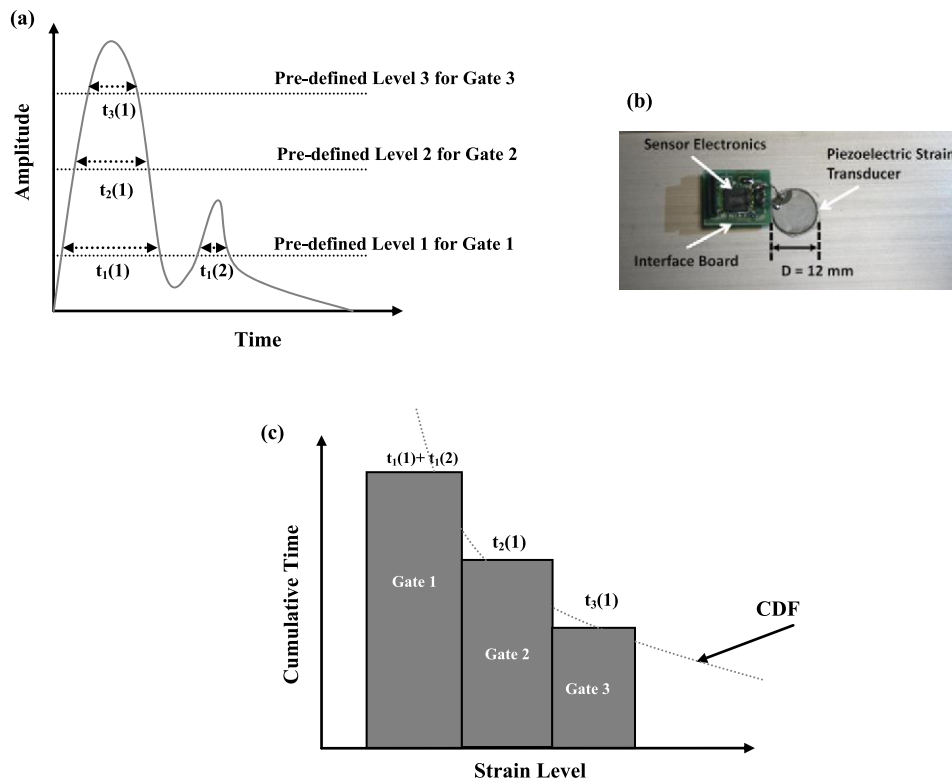 (a)
Amplitude
Pre-defined Level 3 for Gate 3
t₃(1)
Pre-defined Level 2 for Gate 2
t₂(1)
Pre-defined Level 1 for Gate 1
t₁(1)
t₁(2)
Time
(b)
Sensor Electronics
Piezoelectric Strain
Transducer
Interface Board
D = 12 mm
(c)
Cumulative Time
t₁(1)+ t₁(2)
Gate 1
t₂(1)
Gate 2
t₃(1)
Gate 3
CDF
Strain Level